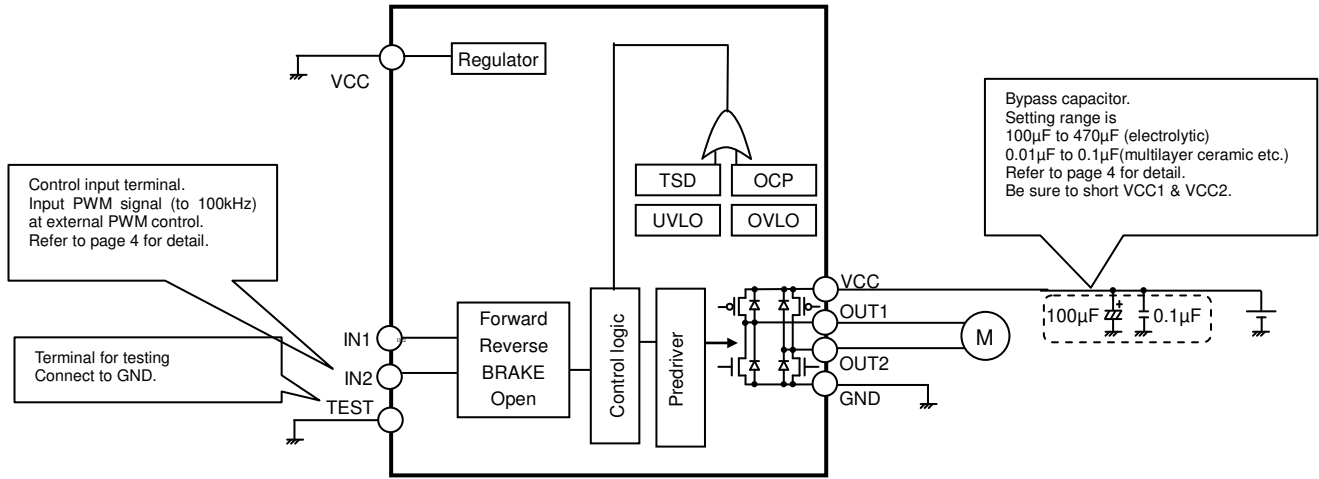 VCC
Regulator
TSD
OCP
UVLO
OVLO
Bypass capacitor.
Setting range is
100µF to 470µF (electrolytic)
0.01µF to 0.1µF(multilayer ceramic etc.)
Refer to page 4 for detail.
Be sure to short VCC1 & VCC2.
Control input terminal.
Input PWM signal (to 100kHz)
at external PWM control.
Refer to page 4 for detail.
Terminal for testing
Connect to GND.
IN1
IN2
TEST
Forward
Reverse
BRAKE
Open
Control logic
Predriver
VCC
OUT1
OUT2
GND
M
100µF
+
0.1µF